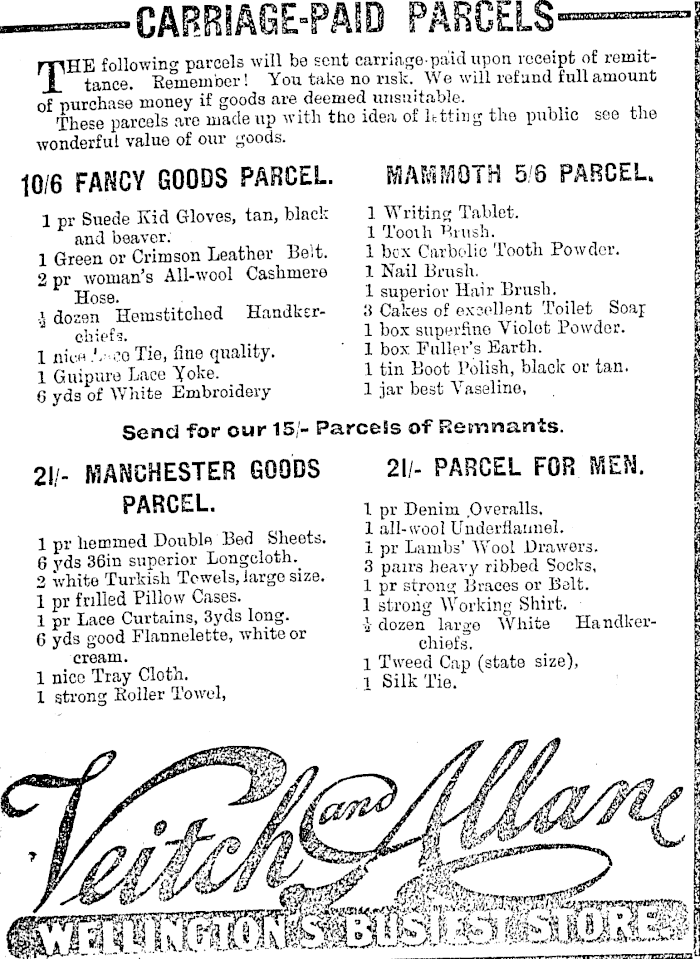 CARRIAGE-PAID PARCELS
THE following parcels will be sent carriage-paid upon receipt of remit-
tance. Remember! You take no risk. We will refund full amount
of purchase money if goods are deemed unsuitable.
These parcels are made up with the idea of letting the public see the
wonderful value of our goods.
10/6 FANCY GOODS PARCEL.
1 pr Suede Kid Gloves, tan, black
and beaver.
1 Green or Crimson Leather Belt.
2 pr woman's All-wool Cashmere
Hose.
½ dozen Hemstitched Handker-
chiefs.
1 nice Lace Tie, fine quality.
1 Guipure Lace Yoke.
6 yds of White Embroidery
MAMMOTH 5/6 PARCEL.
1 Writing Tablet.
1 Tooth Brush.
1 box Carbolic Tooth Powder.
1 Nail Brush.
1 superior Hair Brush.
3 Cakes of excellent Toilet Soap
1 box superfine Violet Powder.
1 box Fuller's Earth.
1 tin Boot Polish, black or tan.
1 jar best Vaseline,
Send for our 15/- Parcels of Remnants.
21/- MANCHESTER GOODS
PARCEL.
1 pr hemmed Double Bed Sheets.
6 yds 36in superior Longcloth.
2 white Turkish Towels, large size.
1 pr frilled Pillow Cases.
1 pr Lace Curtains, 3yds long.
6 yds good Flannelette, white or
cream.
1 nice Tray Cloth.
1 strong Roller Towel,
21/- PARCEL FOR MEN.
1 pr Denim Overalls.
1 all-wool Underflannel.
1 pr Lambs' Wool Drawers.
3 pairs heavy ribbed Socks,
1 pr strong Braces or Belt.
1 strong Working Shirt.
½ dozen large White Handker-
chiefs.
1 Tweed Cap (state size),
1 Silk Tie.
Veitch and Allan
WELLINGTON'S BUSIEST STORE.